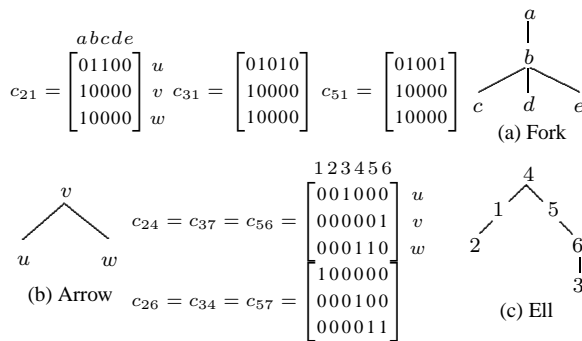 a b c d e
c21 = [01100 u
10000 v
10000] w
c31 = [01010
10000
10000]
c51 = [01001
10000
10000]
a
b
c d e
(a) Fork
v
u w
(b) Arrow
1 2 3 4 5 6
c24 = c37 = c56 = [001000 u
000001 v
000110] w
c26 = c34 = c57 = [100000
000100
000011]
4
1 5
2 6
3
(c) Ell